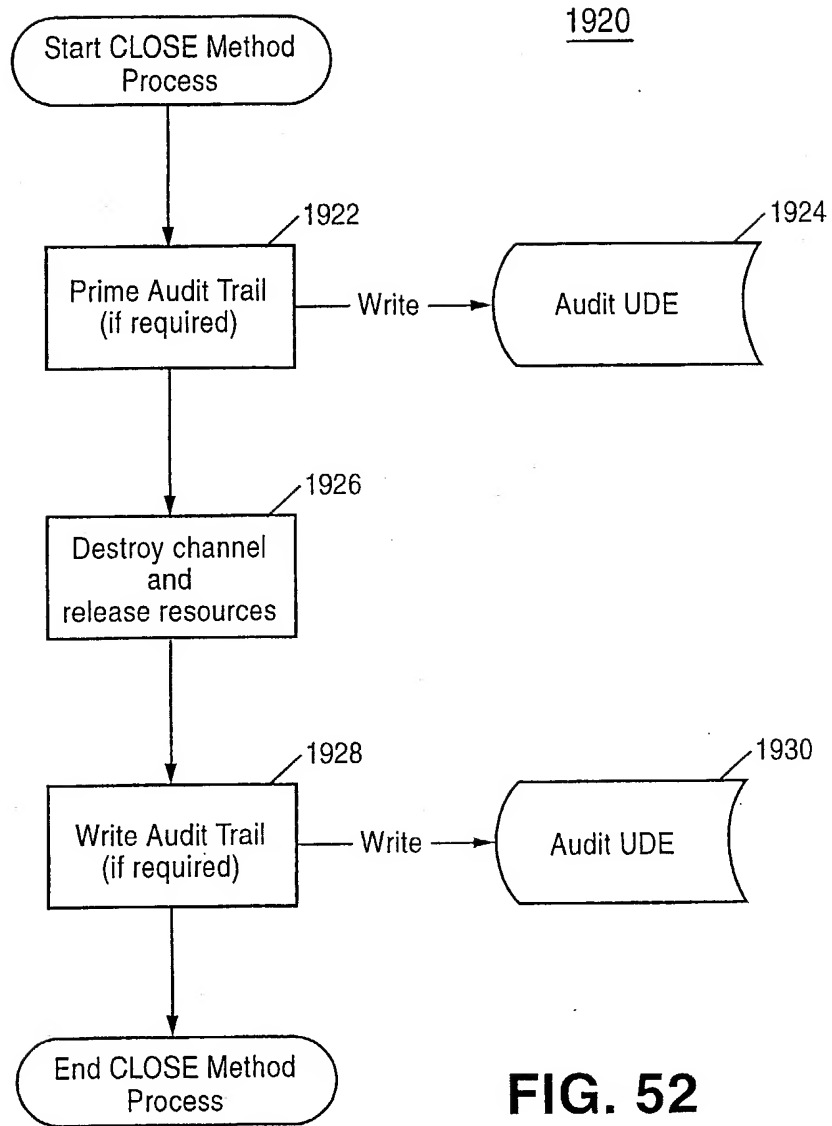 1920
Start CLOSE Method
Process
1922
1924
Prime Audit Trail
(if required)
Write
Audit UDE
1926
Destroy channel
and
release resources
1928
1930
Write Audit Trail
(if required)
Write
Audit UDE
End CLOSE Method
Process
FIG. 52